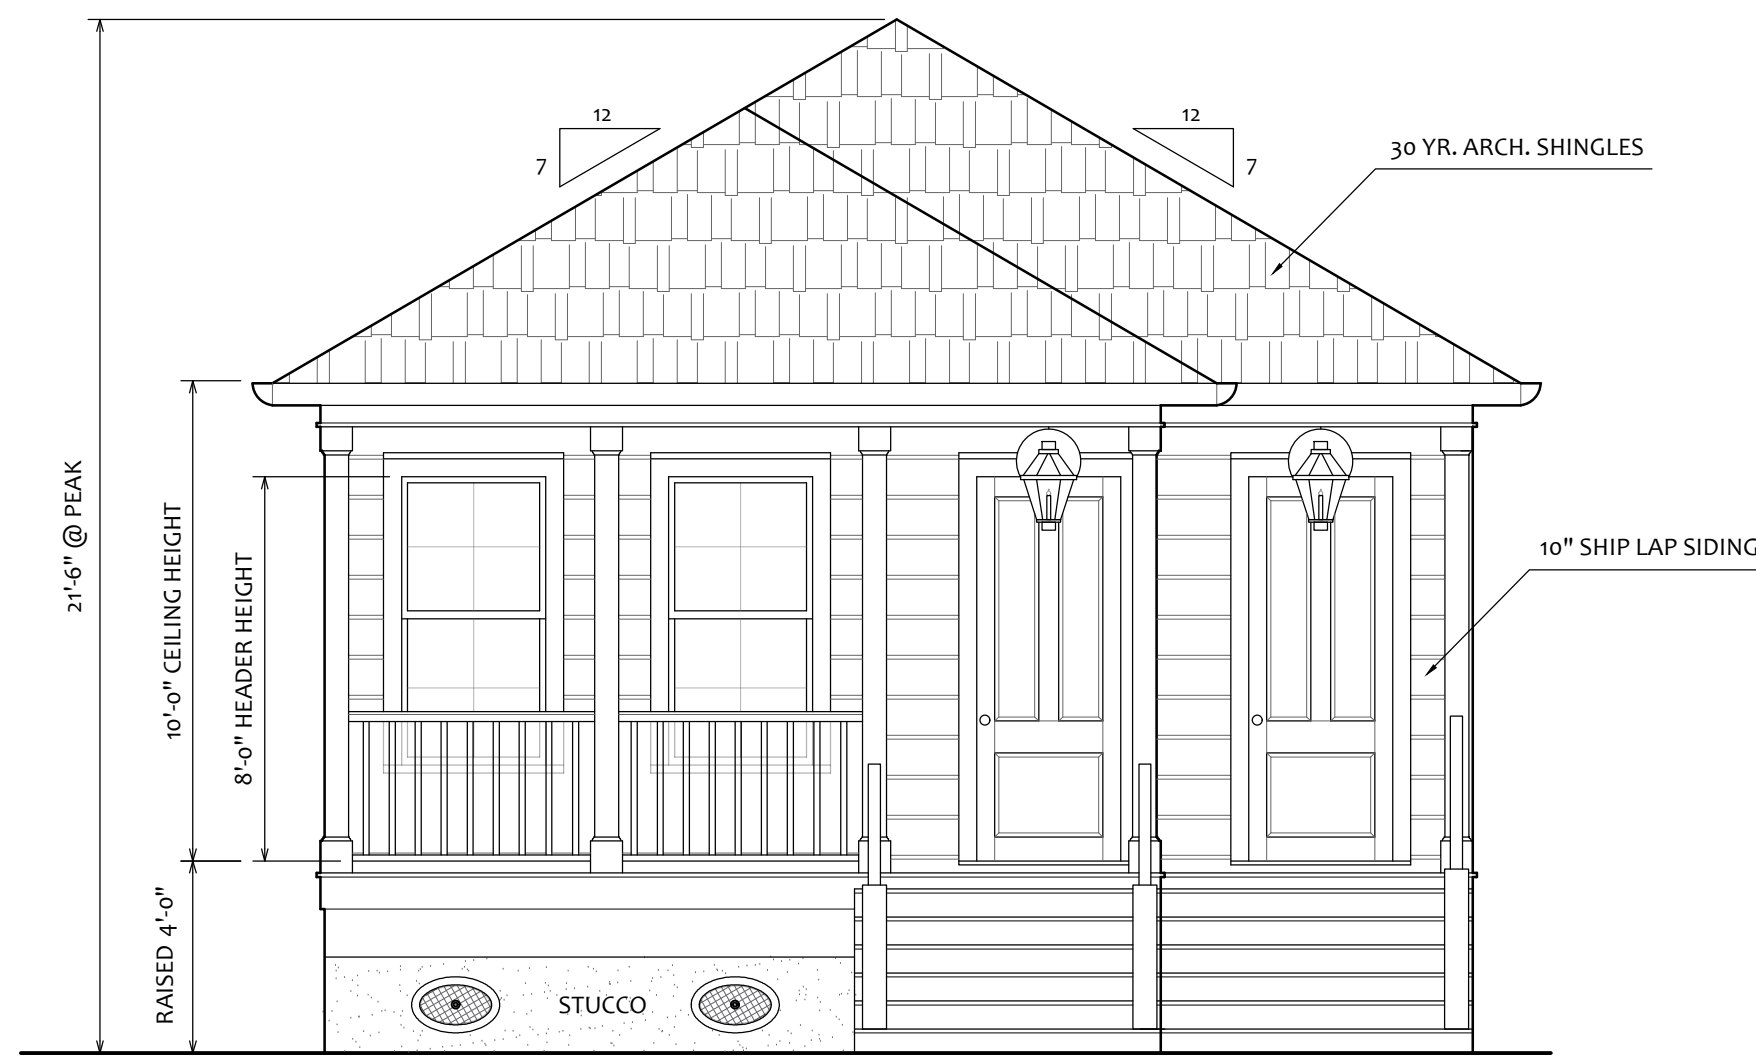 12
7
12
7
30 YR. ARCH. SHINGLES
21'-6" @ PEAK
10'-0" CEILING HEIGHT
8'-0" HEADER HEIGHT
10" SHIP LAP SIDING
RAISED 4'-0"
STUCCO